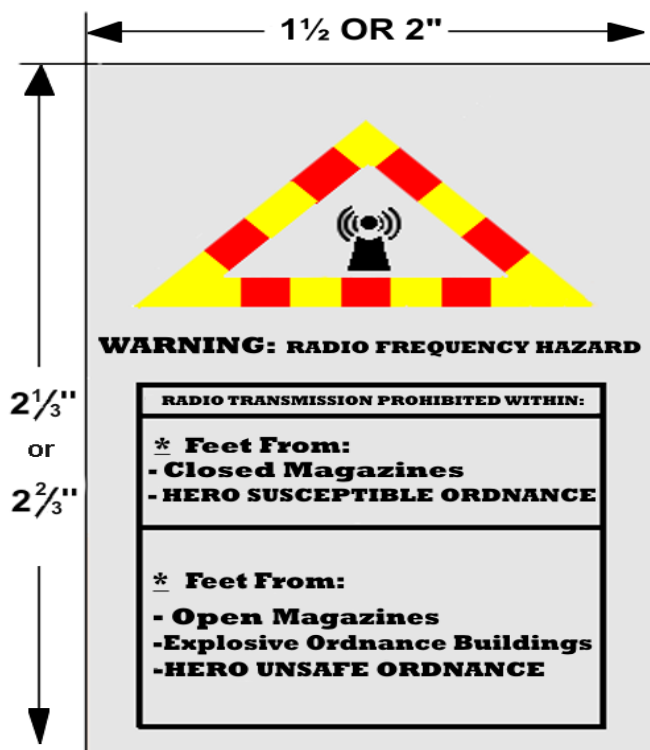 1½ OR 2"
2⅓"
or
2⅔"
WARNING: RADIO FREQUENCY HAZARD
RADIO TRANSMISSION PROHIBITED WITHIN:
* Feet From:
- Closed Magazines
- HERO SUSCEPTIBLE ORDNANCE
* Feet From:
- Open Magazines
-Explosive Ordnance Buildings
-HERO UNSAFE ORDNANCE